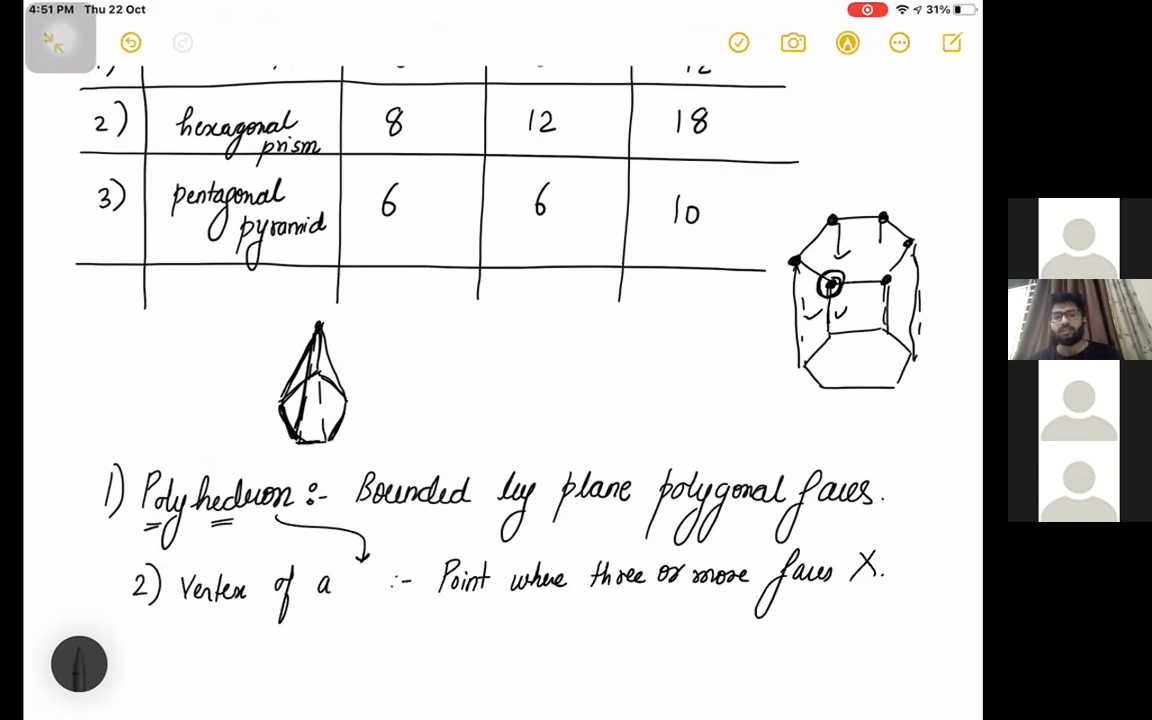 4:51 PM Thu 22 Oct
31%
12
2) hexagonal prism 8 12 18
3) pentagonal pyramid 6 6 10
1) Polyhedron :- Bounded by plane polygonal faces.
2) Vertex of a :- Point where three or more faces X.